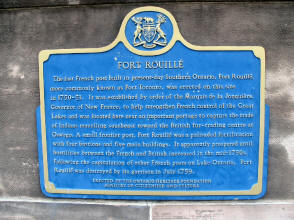 FORT ROUILLÉ
The last French post built in present-day Southern Ontario, Fort Rouillé,
more commonly known as Fort Toronto, was erected on this site
in 1750-51. It was established by order of the Marquis de la Jonquière,
Governor of New France, to help strengthen French control of the Great
Lakes and was located here near an important portage to capture the trade
of Indians travelling southeast toward the British fur-trading centre at
Oswego. A small frontier post, Fort Rouillé was a palisaded fortification
with four bastions and five main buildings. It apparently prospered until
hostilities between the French and British increased in the mid-1750s.
Following the capitulation of other French posts on Lake Ontario, Fort
Rouillé was destroyed by its garrison in July 1759.
ERECTED BY THE ONTARIO HERITAGE FOUNDATION
MINISTRY OF CITIZENSHIP AND CULTURE